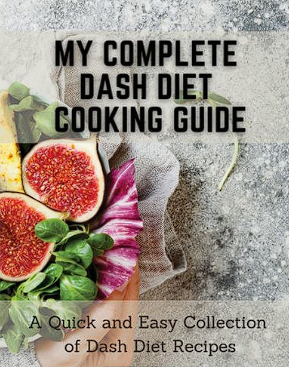 MY COMPLETE
DASH DIET
COOKING GUIDE
A Quick and Easy Collection
of Dash Diet Recipes